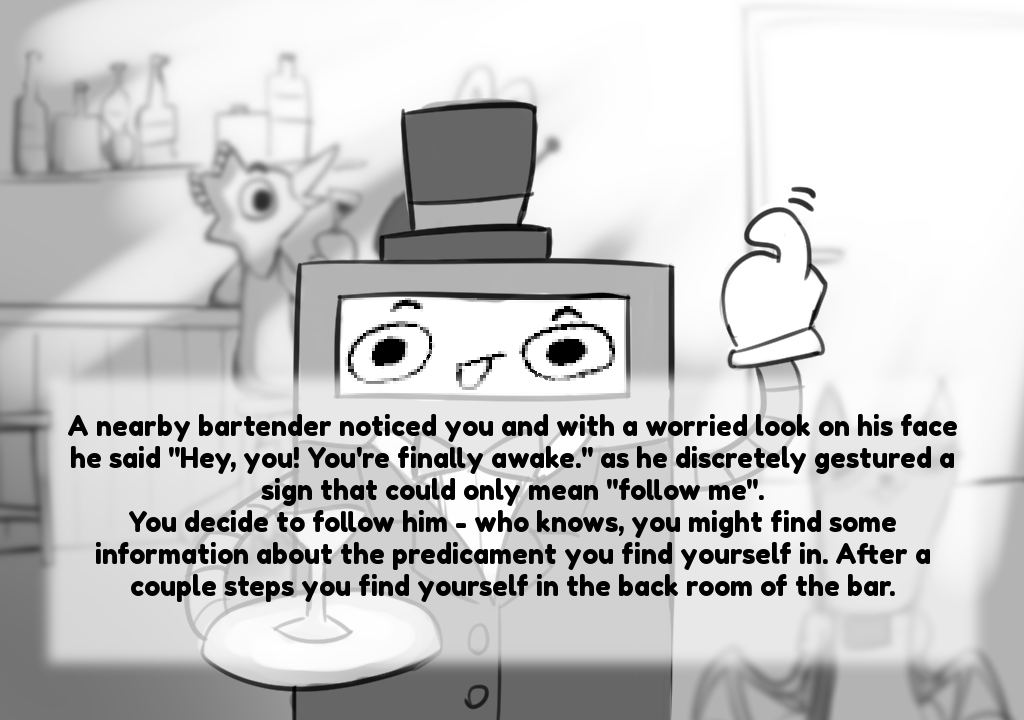 A nearby bartender noticed you and with a worried look on his face
he said "Hey, you! You're finally awake." as he discretely gestured a
sign that could only mean "follow me".
You decide to follow him - who knows, you might find some
information about the predicament you find yourself in. After a
couple steps you find yourself in the back room of the bar.